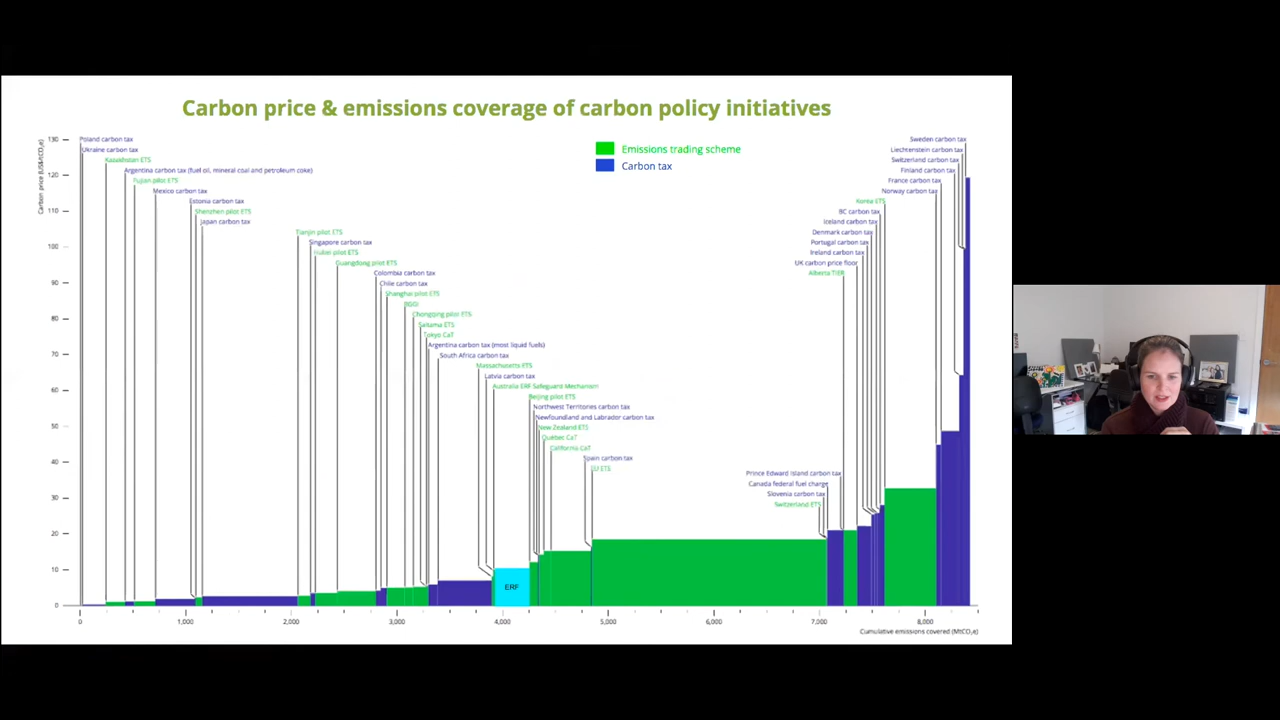 Carbon price & emissions coverage of carbon policy initiatives
Emissions trading scheme
Carbon tax
Carbon price (US$/tCO₂e)
130
120
110
100
90
80
70
60
50
40
30
20
10
0
Poland carbon tax
Ukraine carbon tax
Kazakhstan ETS
Argentina carbon tax (fuel oil, mineral coal and petroleum coke)
Fujian pilot ETS
Mexico carbon tax
Estonia carbon tax
Shenzhen pilot ETS
Japan carbon tax
Tianjin pilot ETS
Singapore carbon tax
Hubei pilot ETS
Guangdong pilot ETS
Colombia carbon tax
Chile carbon tax
Shanghai pilot ETS
RGGI
Chongqing pilot ETS
Saitama ETS
Tokyo CaT
Argentina carbon tax (most liquid fuels)
South Africa carbon tax
Massachusetts ETS
Latvia carbon tax
Australia ERF Safeguard Mechanism
Beijing pilot ETS
Northwest Territories carbon tax
Newfoundland and Labrador carbon tax
New Zealand ETS
Québec CaT
California CaT
Spain carbon tax
EU ETS
Sweden carbon tax
Liechtenstein carbon tax
Switzerland carbon tax
Finland carbon tax
France carbon tax
Norway carbon tax
Korea ETS
BC carbon tax
Iceland carbon tax
Denmark carbon tax
Portugal carbon tax
Ireland carbon tax
UK carbon price floor
Alberta TIER
Prince Edward Island carbon tax
Canada federal fuel charge
Slovenia carbon tax
Switzerland ETS
ERF
0
1,000
2,000
3,000
4,000
5,000
6,000
7,000
8,000
Cumulative emissions covered (MtCO₂e)